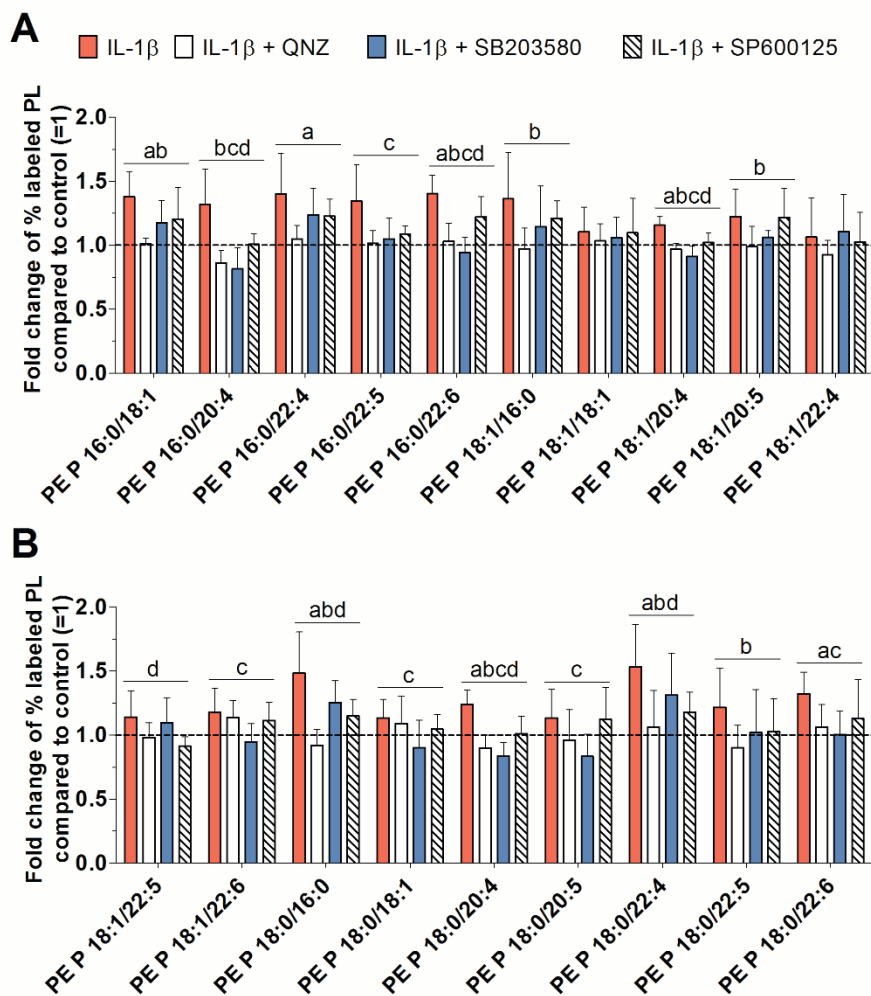 A
IL-1β IL-1β + QNZ IL-1β + SB203580 IL-1β + SP600125
Fold change of % labeled PL
compared to control (=1)
2.0
1.5
1.0
0.5
0.0
ab bcd a c abcd b abcd b
PE P 16:0/18:1
PE P 16:0/20:4
PE P 16:0/22:4
PE P 16:0/22:5
PE P 16:0/22:6
PE P 18:1/16:0
PE P 18:1/18:1
PE P 18:1/20:4
PE P 18:1/20:5
PE P 18:1/22:4
B
Fold change of % labeled PL
compared to control (=1)
2.0
1.5
1.0
0.5
0.0
d c abd c abcd c abd b ac
PE P 18:1/22:5
PE P 18:1/22:6
PE P 18:0/16:0
PE P 18:0/18:1
PE P 18:0/20:4
PE P 18:0/20:5
PE P 18:0/22:4
PE P 18:0/22:5
PE P 18:0/22:6